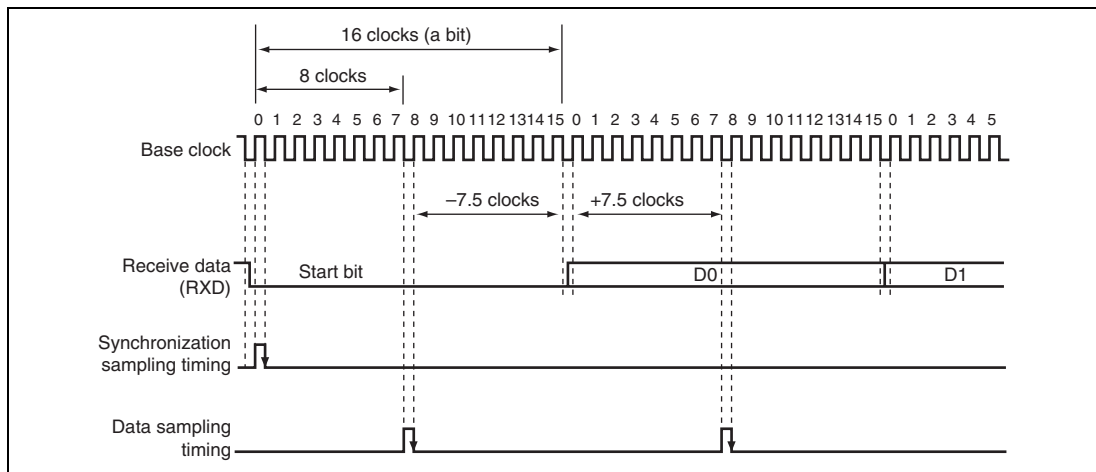 16 clocks (a bit)
8 clocks
0 1 2 3 4 5 6 7 8 9 10 11 12 13 14 15 0 1 2 3 4 5 6 7 8 9 10 11 12 13 14 15 0 1 2 3 4 5
Base clock
–7.5 clocks +7.5 clocks
Receive data
(RXD)
Start bit D0 D1
Synchronization
sampling timing
Data sampling
timing